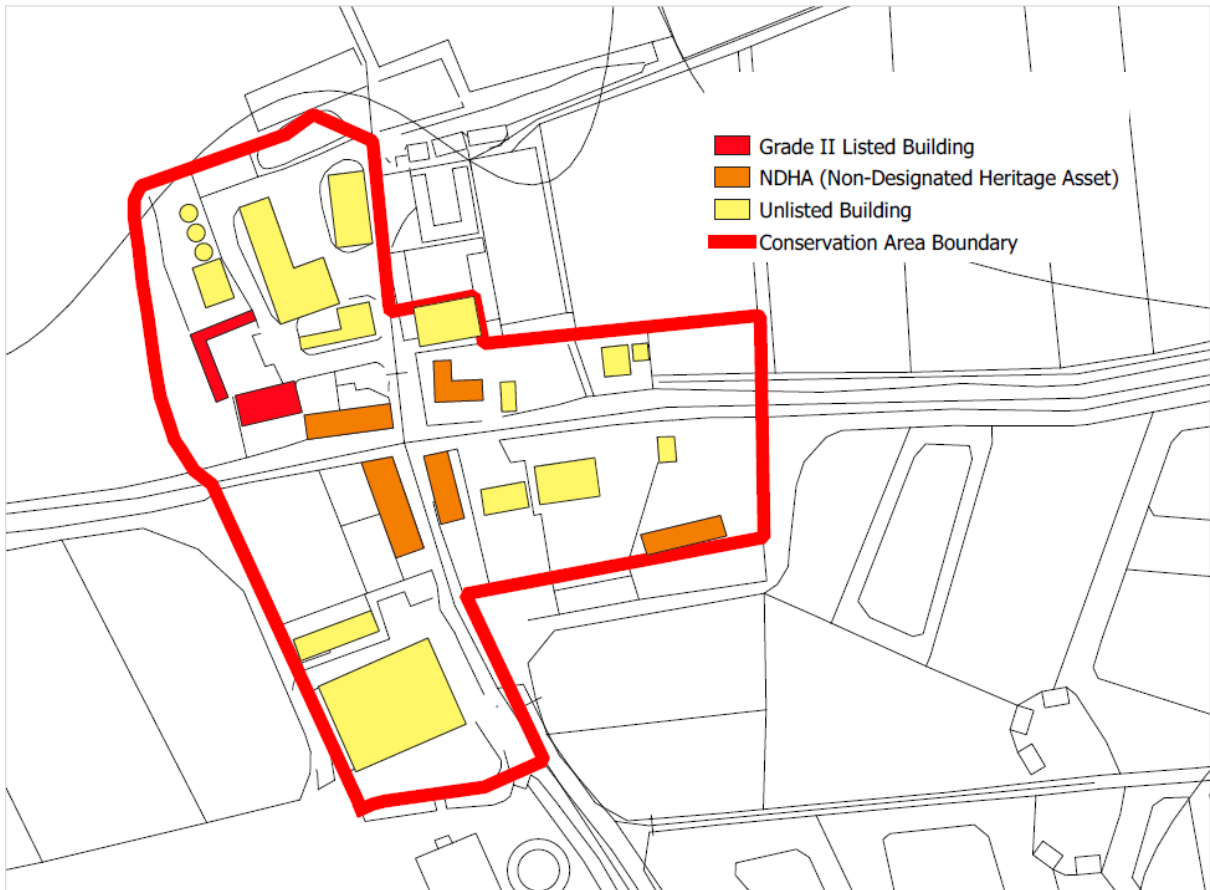 Grade II Listed Building
NDHA (Non-Designated Heritage Asset)
Unlisted Building
Conservation Area Boundary